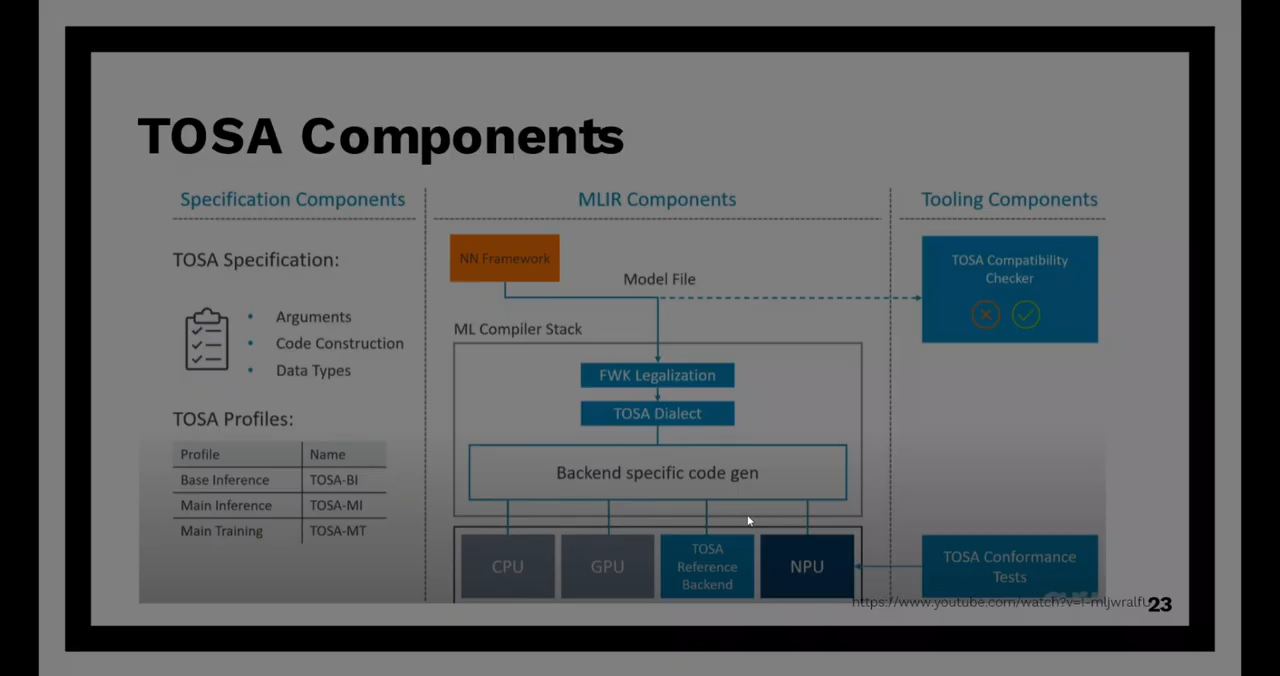 TOSA Components
Specification Components
TOSA Specification:
• Arguments
• Code Construction
• Data Types
TOSA Profiles:
Profile Name
Base Inference TOSA-BI
Main Inference TOSA-MI
Main Training TOSA-MT
MLIR Components
NN Framework
Model File
ML Compiler Stack
FWK Legalization
TOSA Dialect
Backend specific code gen
CPU
GPU
TOSA
Reference
Backend
NPU
Tooling Components
TOSA Compatibility
Checker
TOSA Conformance
Tests
23